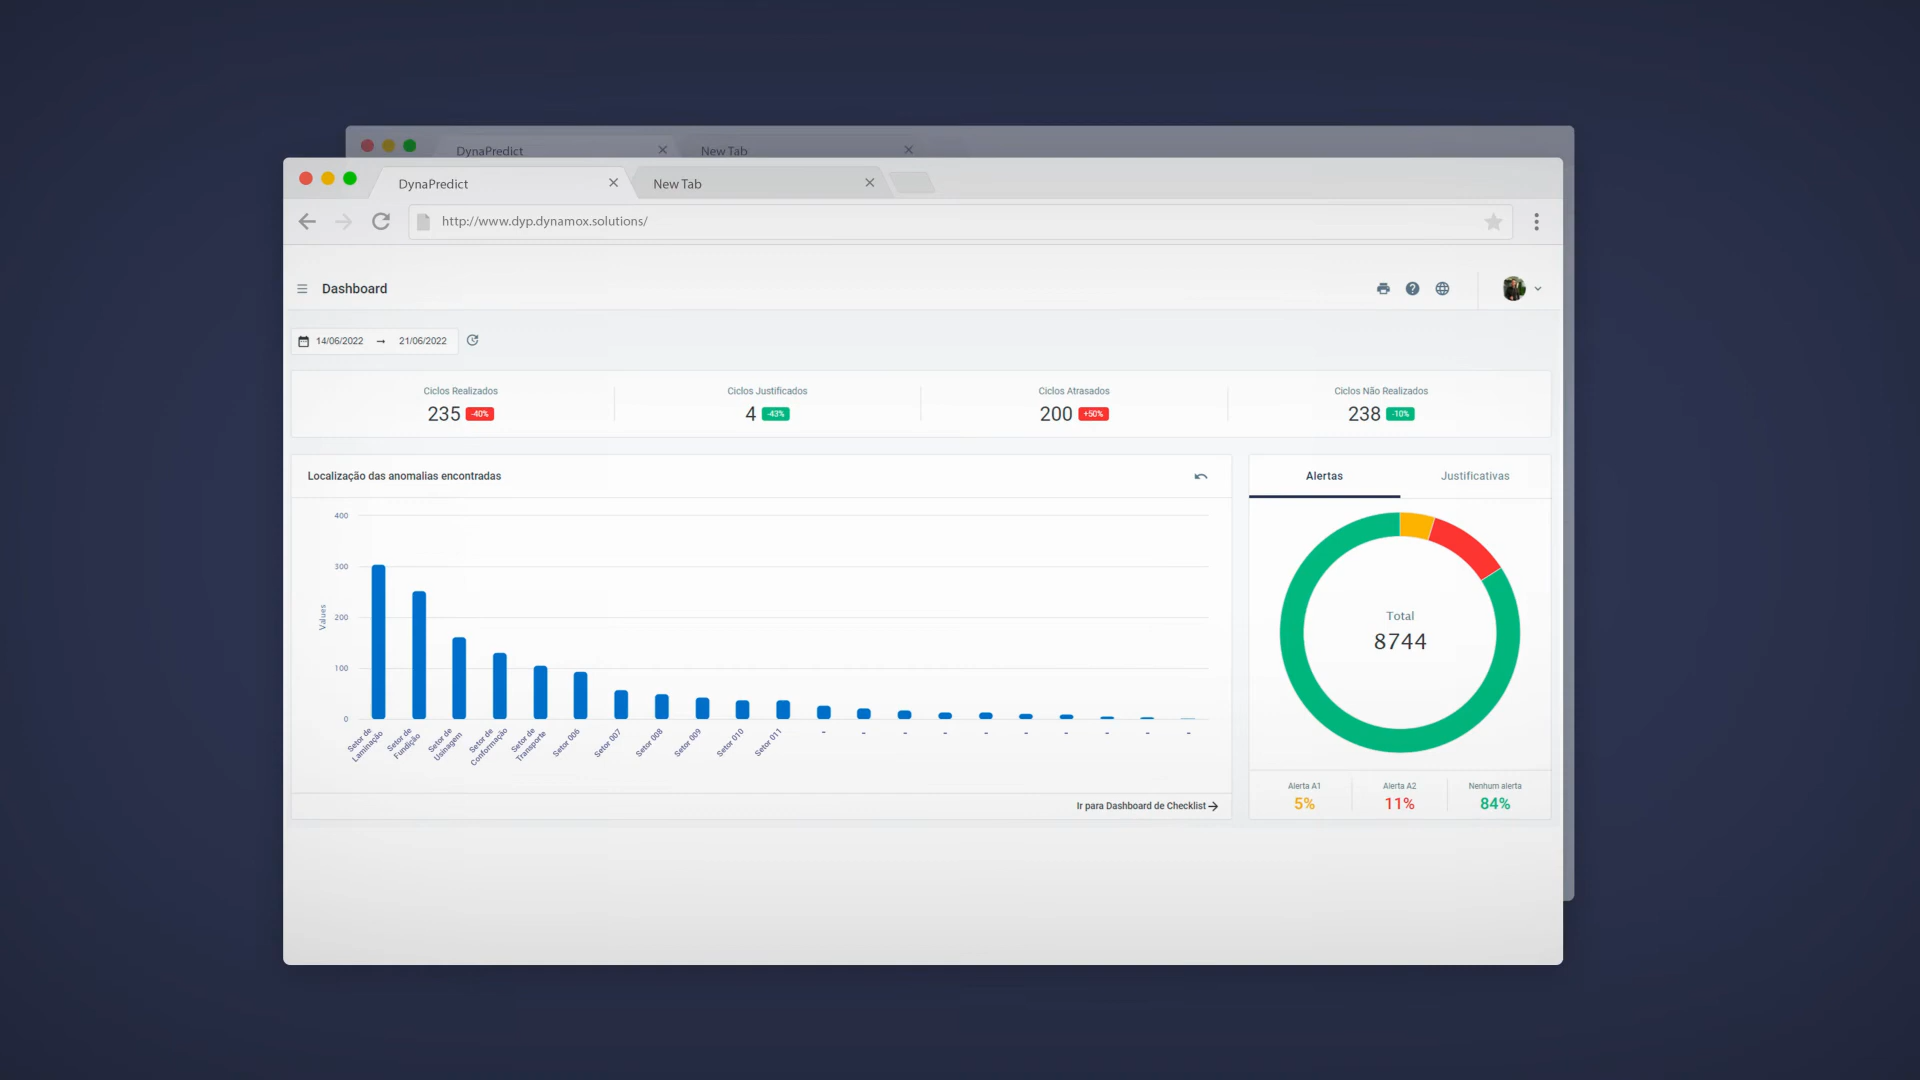 DynaPredict
New Tab
DynaPredict
New Tab
http://www.dyp.dynamox.solutions/
Dashboard
14/06/2022 → 21/06/2022
Ciclos Realizados
235 -40%
Ciclos Justificados
4 -43%
Ciclos Atrasados
200 +50%
Ciclos Não Realizados
238 -10%
Localização das anomalias encontradas
400
300
200
100
0
Values
Setor de
Laminação
Setor de
Fundição
Setor de
Usinagem
Setor de
Conformação
Setor de
Transporte
Setor 006
Setor 007
Setor 008
Setor 009
Setor 010
Setor 011
- - - - - - - - - -
Ir para Dashboard de Checklist →
Alertas
Justificativas
Total
8744
Alerta A1
5%
Alerta A2
11%
Nenhum alerta
84%